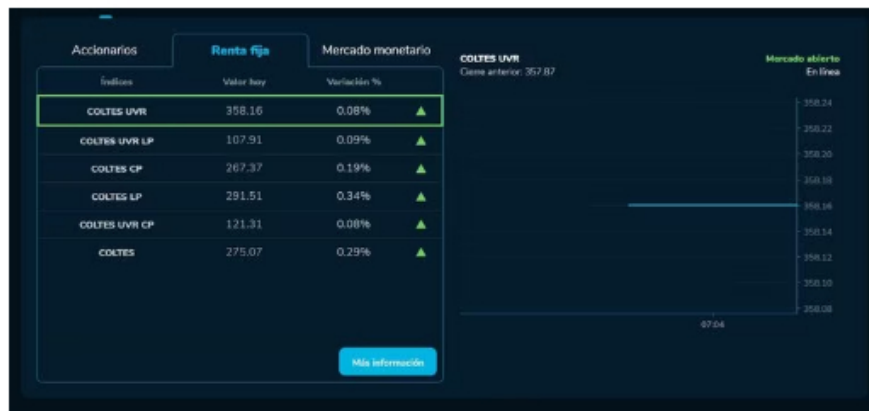 Accionarios Renta fija Mercado monetario
Índices Valor hoy Variación %
COLTES UVR 358.16 0.08%
COLTES UVR LP 107.91 0.09%
COLTES CP 267.37 0.19%
COLTES LP 291.51 0.34%
COLTES UVR CP 121.31 0.08%
COLTES 275.07 0.29%
Más información
COLTES UVR Mercado abierto
Cierre anterior: 357.87 En línea
358.24
358.22
358.20
358.18
358.16
358.14
358.12
358.10
358.08
07:04